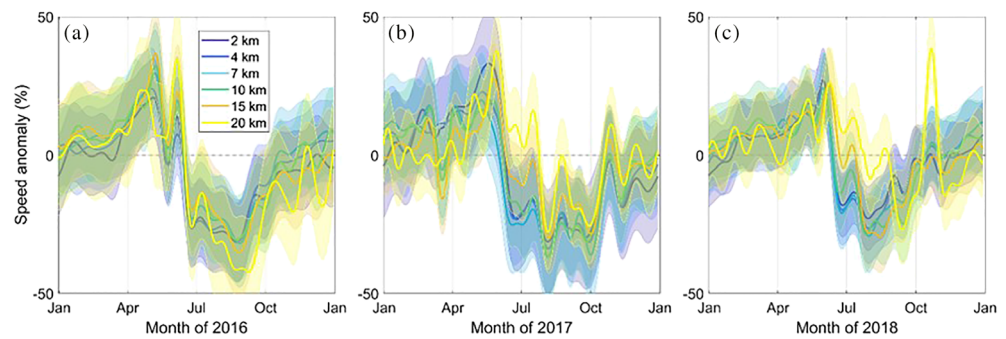 (a)
50
0
-50
Speed anomaly (%)
2 km
4 km
7 km
10 km
15 km
20 km
Jan Apr Jul Oct Jan
Month of 2016
(b)
50
0
-50
Jan Apr Jul Oct Jan
Month of 2017
(c)
50
0
-50
Jan Apr Jul Oct Jan
Month of 2018